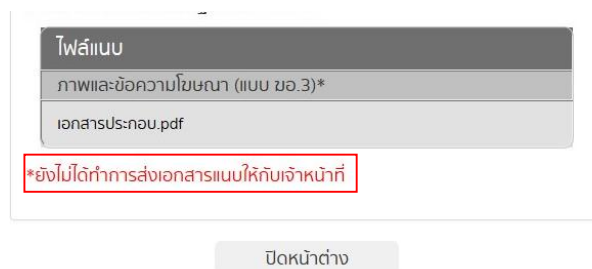 ไฟล์แนบ
ภาพและข้อความโฆษณา (แบบ ฆอ.3)*
เอกสารประกอบ.pdf
*ยังไม่ได้ทำการส่งเอกสารแนบให้กับเจ้าหน้าที่
ปิดหน้าต่าง